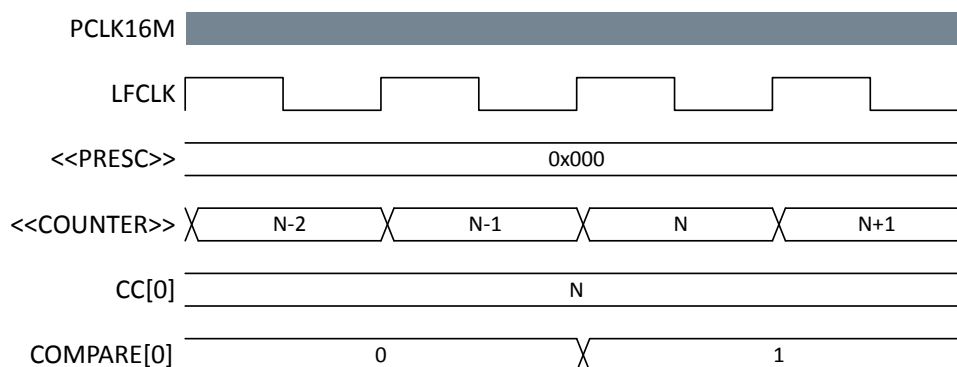 PCLK16M
LFCLK
<<PRESC>> 0x000
<<COUNTER>> N-2 N-1 N N+1
CC[0] N
COMPARE[0] 0 1